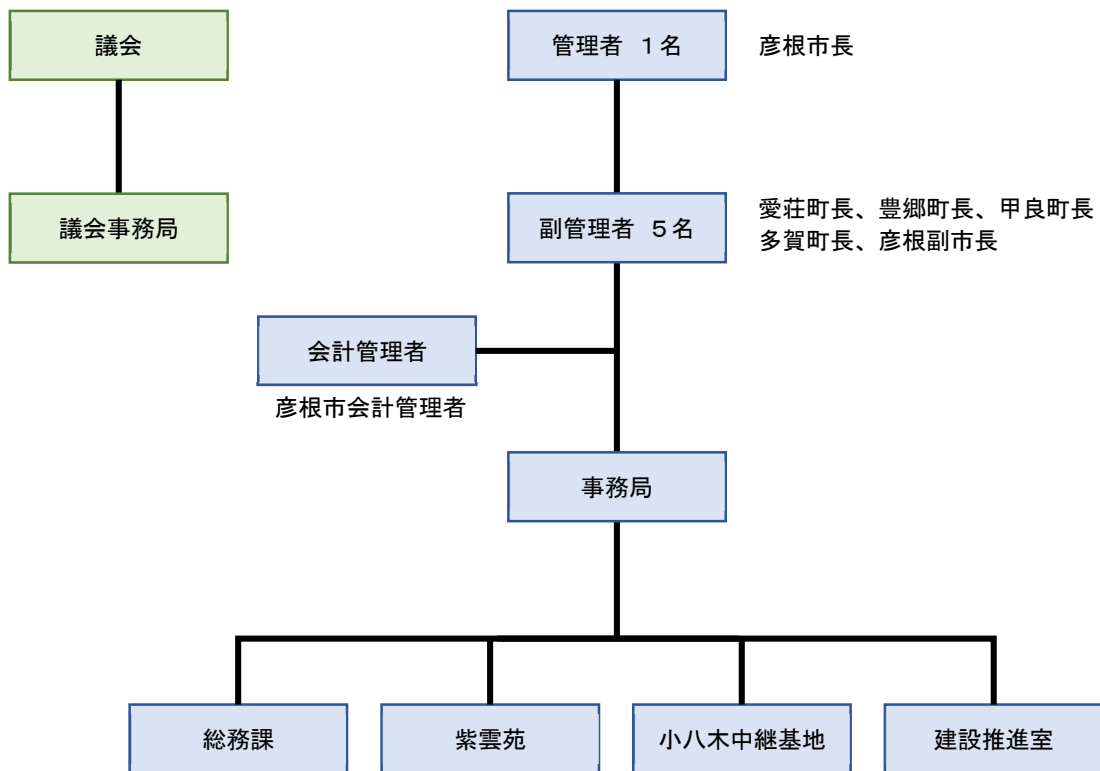 議会
管理者 1名
彦根市長
議会事務局
副管理者 5名
愛荘町長、豊郷町長、甲良町長
多賀町長、彦根副市長
会計管理者
彦根市会計管理者
事務局
総務課
紫雲苑
小八木中継基地
建設推進室